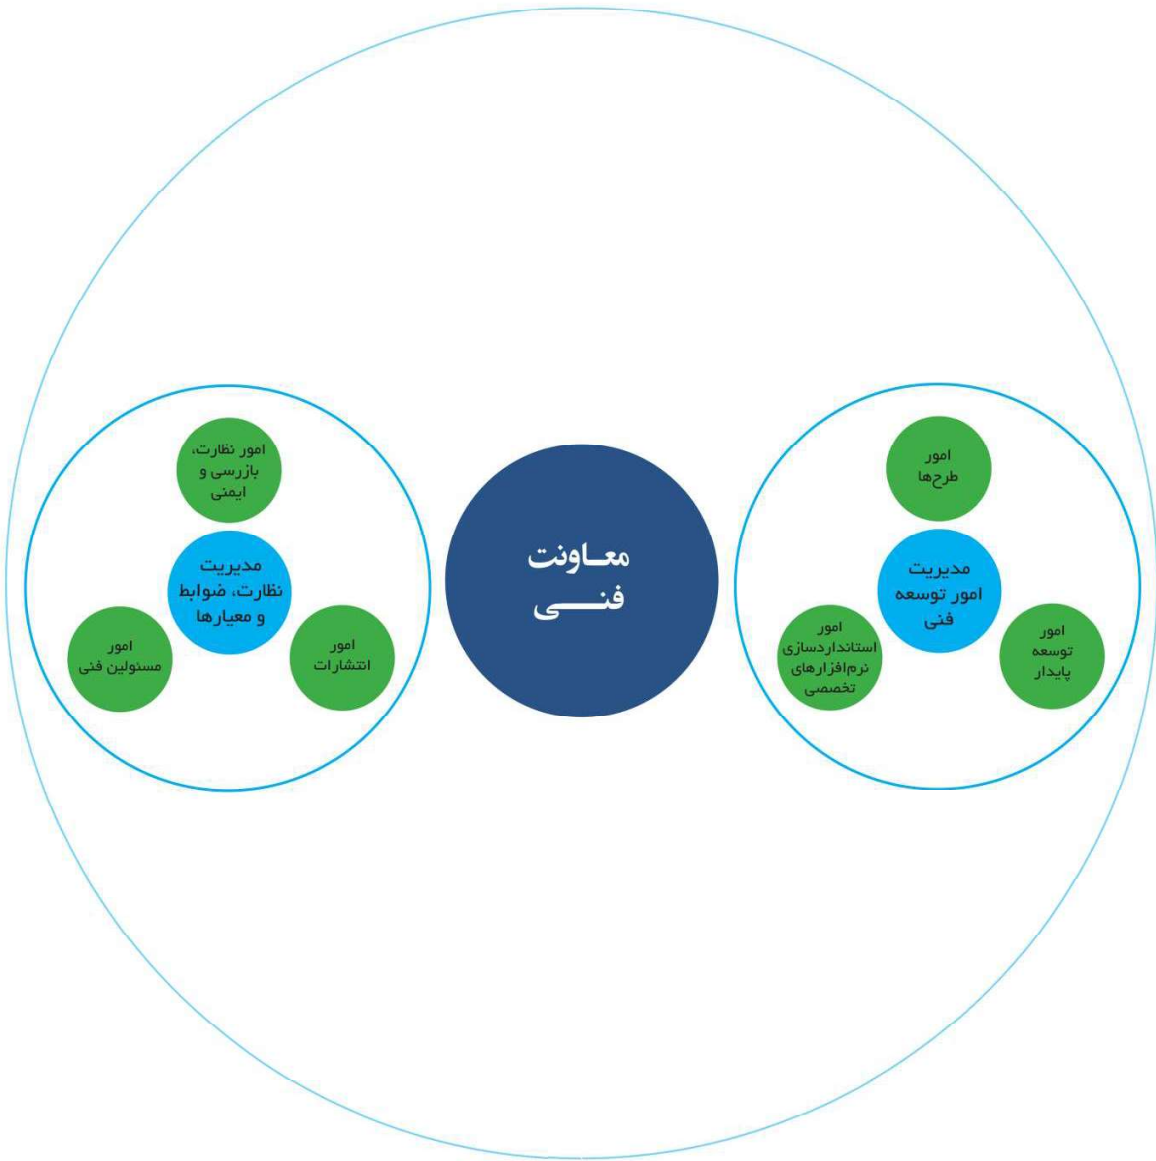 معاونت
فنی
امور
طرح‌ها
مدیریت
امور توسعه
فنی
امور
توسعه
پایدار
امور
استانداردسازی
نرم‌افزارهای
تخصصی
امور نظارت،
بازرسی و
ایمنی
مدیریت
نظارت، ضوابط
و معیارها
امور
انتشارات
امور
مسئولین فنی